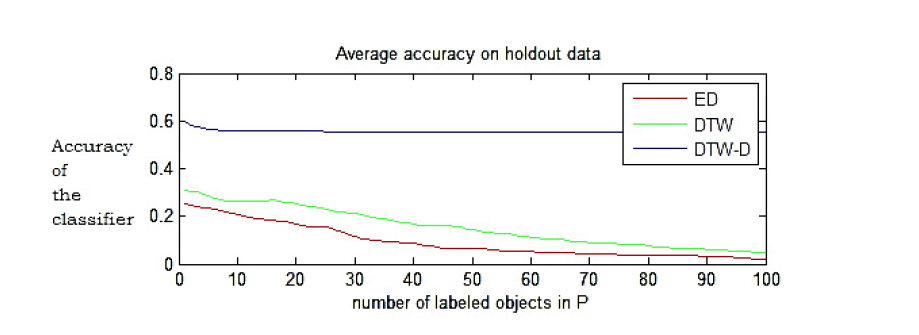 Average accuracy on holdout data
0.8
0.6
0.4
0.2
0
Accuracy
of
the
classifier
ED
DTW
DTW-D
0 10 20 30 40 50 60 70 80 90 100
number of labeled objects in P